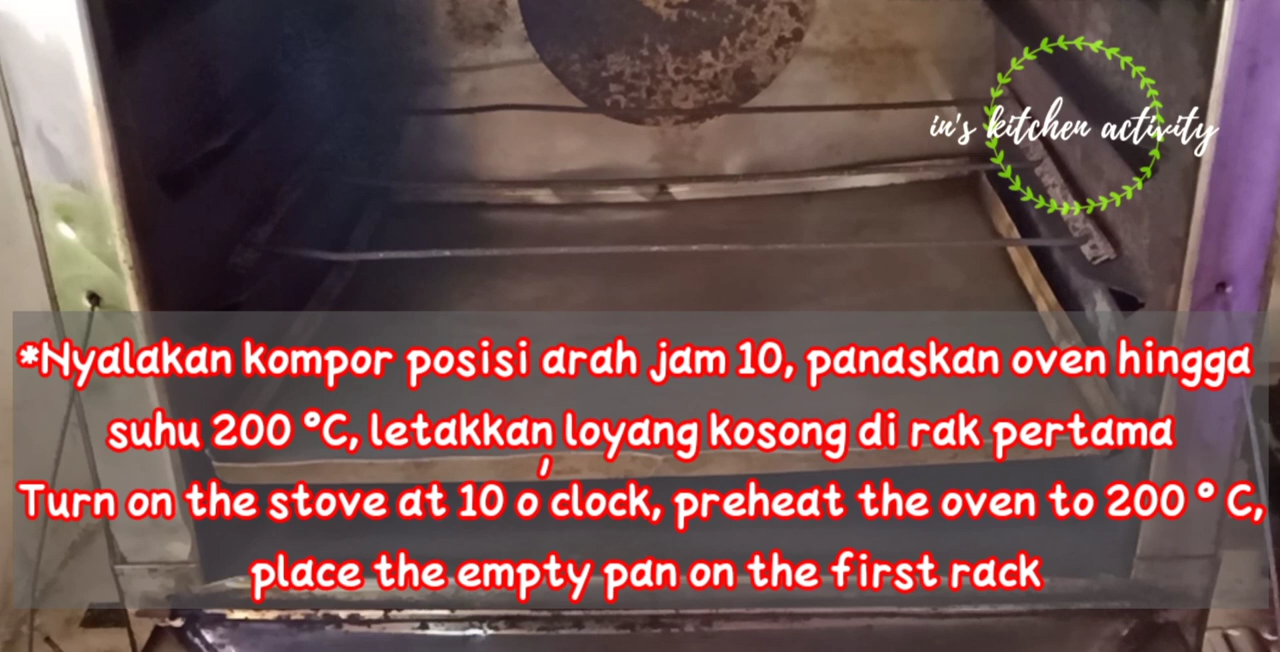 in's kitchen activity
*Nyalakan kompor posisi arah jam 10, panaskan oven hingga
suhu 200 °C, letakkan loyang kosong di rak pertama
Turn on the stove at 10 o'clock, preheat the oven to 200 ° C,
place the empty pan on the first rack